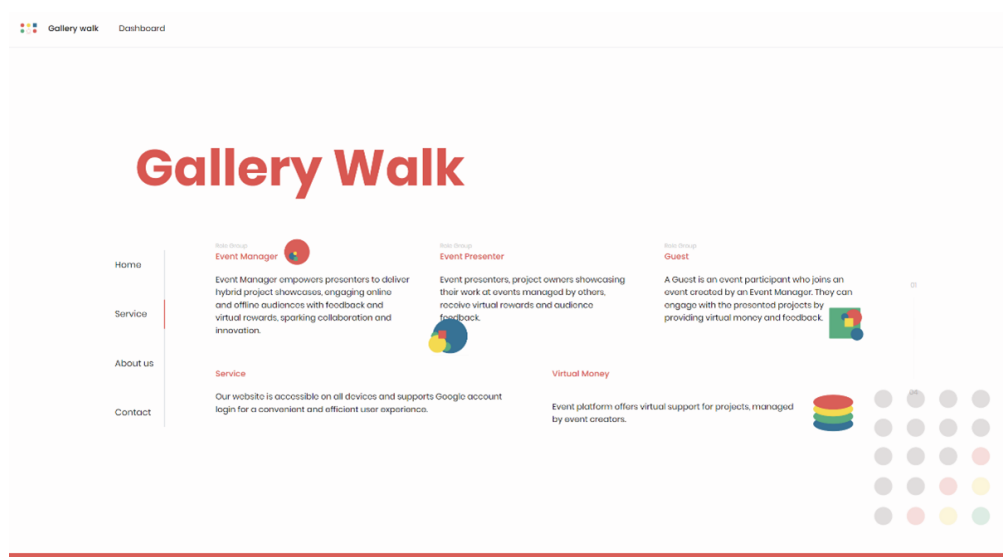 Gallery walk
Dashboard
Gallery Walk
Home
Service
About us
Contact
Role Group
Event Manager
Event Manager empowers presenters to deliver
hybrid project showcases, engaging online
and offline audiences with feedback and
virtual rewards, sparking collaboration and
innovation.
Role Group
Event Presenter
Event presenters, project owners showcasing
their work at events managed by others,
receive virtual rewards and audience
feedback.
Role Group
Guest
A Guest is an event participant who joins an
event created by an Event Manager. They can
engage with the presented projects by
providing virtual money and feedback.
01
Service
Our website is accessible on all devices and supports Google account
login for a convenient and efficient user experience.
Virtual Money
Event platform offers virtual support for projects, managed
by event creators.